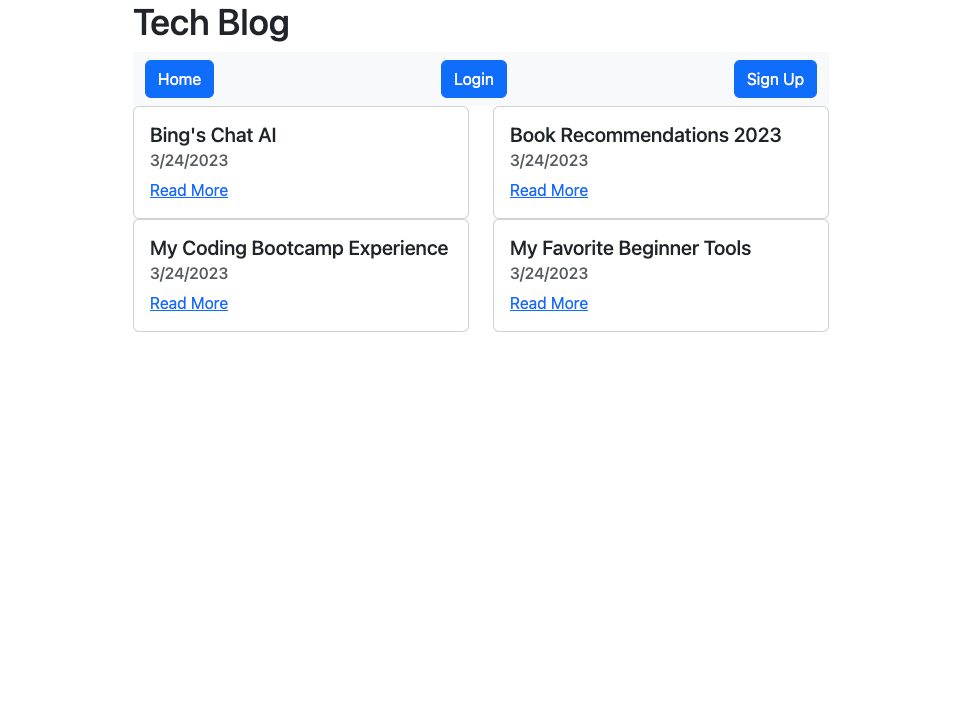 Tech Blog
Home Login Sign Up
Bing's Chat AI
3/24/2023
Read More
Book Recommendations 2023
3/24/2023
Read More
My Coding Bootcamp Experience
3/24/2023
Read More
My Favorite Beginner Tools
3/24/2023
Read More